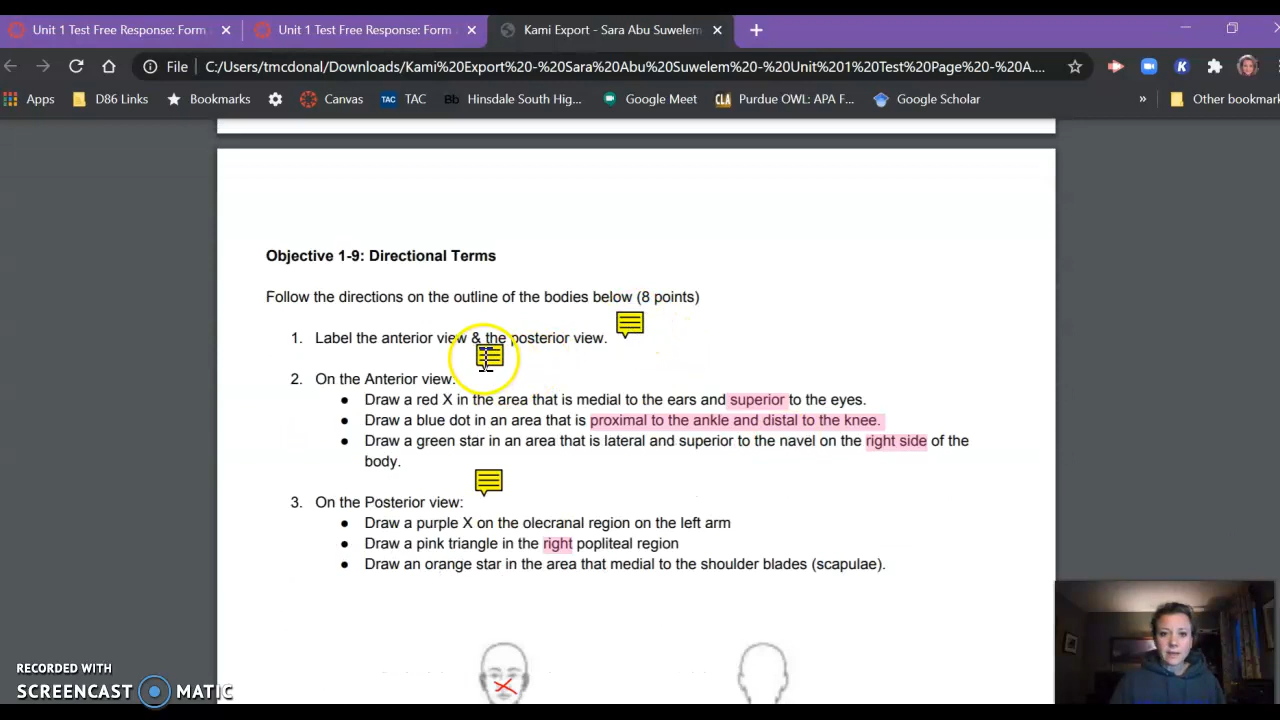 Unit 1 Test Free Response: Form
Unit 1 Test Free Response: Form
Kami Export - Sara Abu Suwelem
File C:/Users/tmcdonal/Downloads/Kami%20Export%20-%20Sara%20Abu%20Suwelem%20-%20Unit%201%20Test%20Page%20-%20A....
Apps D86 Links Bookmarks Canvas TAC TAC Bb Hinsdale South Hig... Google Meet CLA Purdue OWL: APA F... Google Scholar » Other bookmar
Objective 1-9: Directional Terms
Follow the directions on the outline of the bodies below (8 points)
1. Label the anterior view & the posterior view.
2. On the Anterior view:
● Draw a red X in the area that is medial to the ears and superior to the eyes.
● Draw a blue dot in an area that is proximal to the ankle and distal to the knee.
● Draw a green star in an area that is lateral and superior to the navel on the right side of the
body.
3. On the Posterior view:
● Draw a purple X on the olecranal region on the left arm
● Draw a pink triangle in the right popliteal region
● Draw an orange star in the area that medial to the shoulder blades (scapulae).
RECORDED WITH
SCREENCAST MATIC